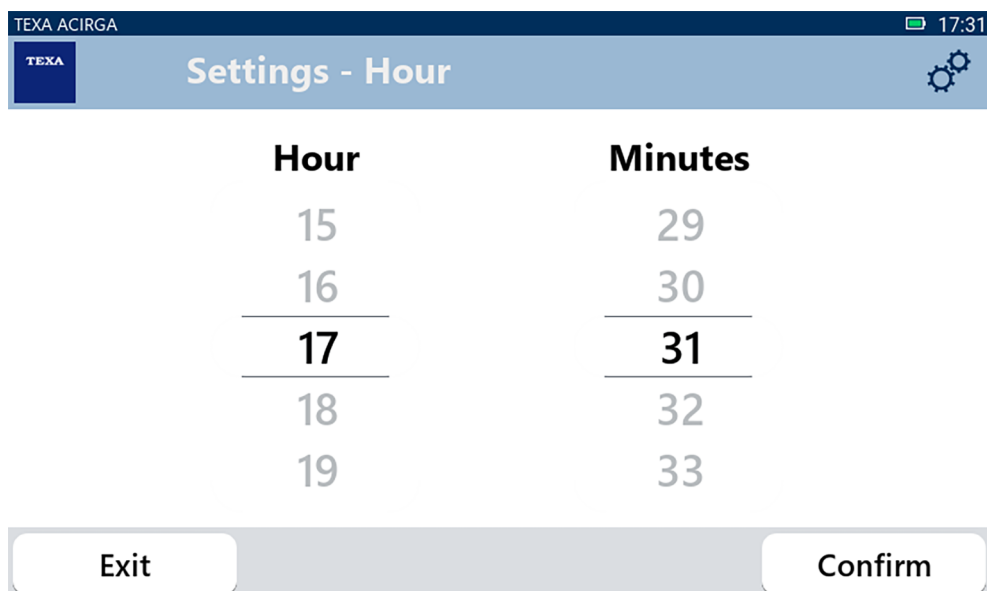 TEXA ACIRGA 17:31
TEXA Settings - Hour
Hour Minutes
15 29
16 30
17 31
18 32
19 33
Exit Confirm